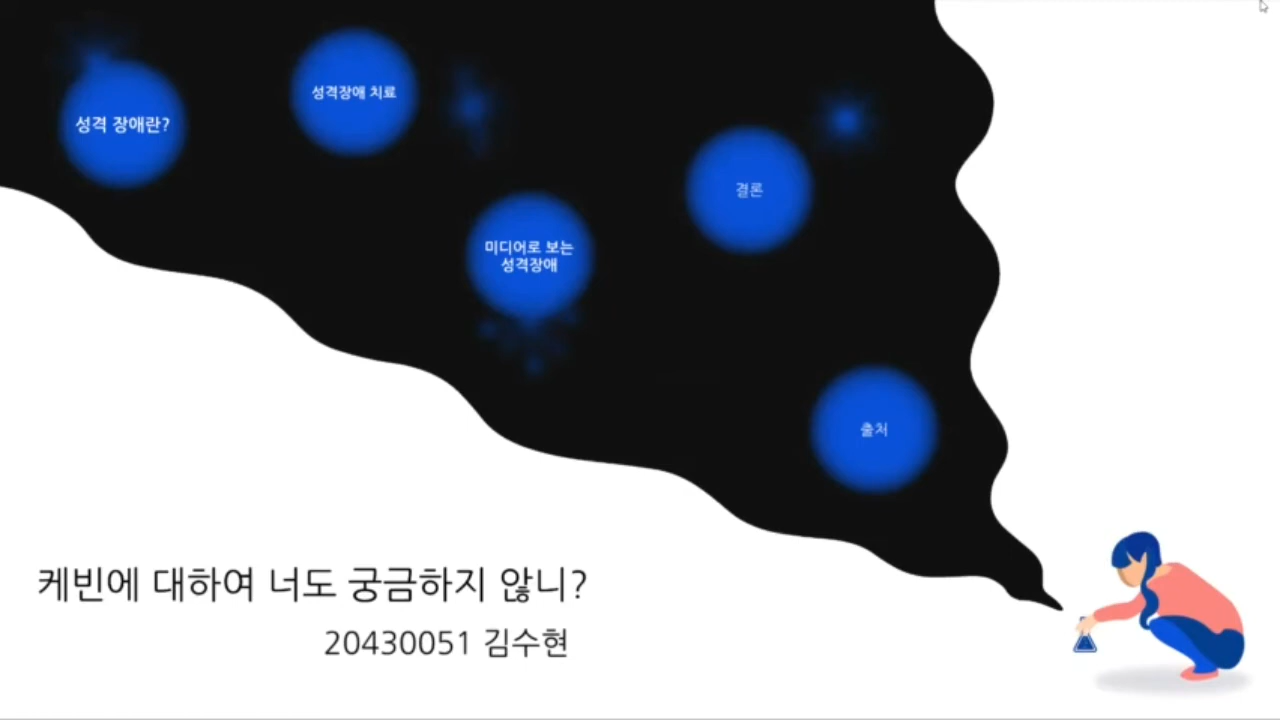 성격 장애란?
성격장애 치료
미디어로 보는
성격장애
결론
출처
케빈에 대하여 너도 궁금하지 않니?
20430051 김수현